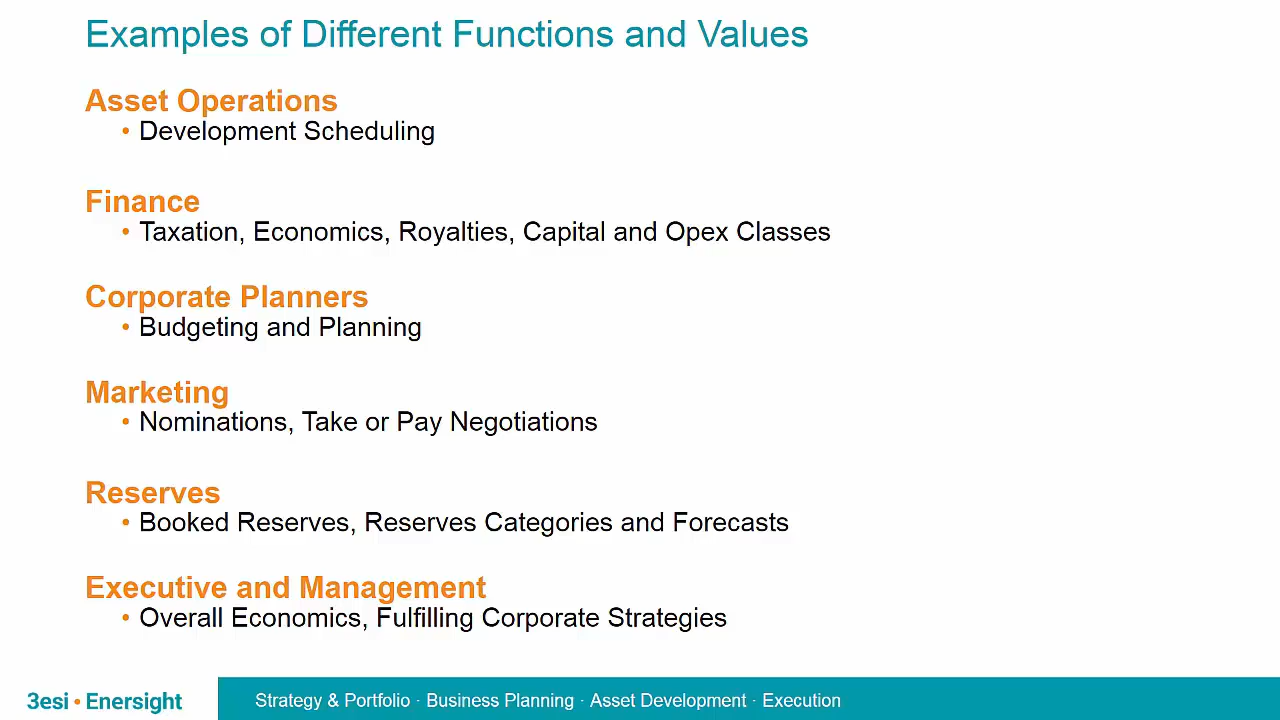 Examples of Different Functions and Values
Asset Operations
• Development Scheduling
Finance
• Taxation, Economics, Royalties, Capital and Opex Classes
Corporate Planners
• Budgeting and Planning
Marketing
• Nominations, Take or Pay Negotiations
Reserves
• Booked Reserves, Reserves Categories and Forecasts
Executive and Management
• Overall Economics, Fulfilling Corporate Strategies
3esi • Enersight
Strategy & Portfolio · Business Planning · Asset Development · Execution